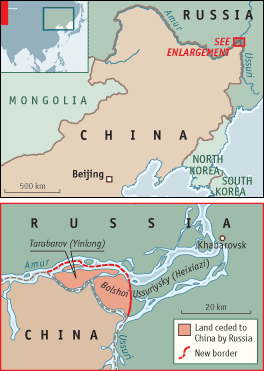 RUSSIA
Amur
SEE
ENLARGEMENT
Ussuri
MONGOLIA
CHINA
Beijing
NORTH
KOREA
SOUTH
KOREA
500 km
RUSSIA
Tarabarov (Yinlong)
Khabarovsk
Amur
Bolshoi Ussuriysky (Heixiazi)
20 km
CHINA
Ussuri
Land ceded to
China by Russia
New border